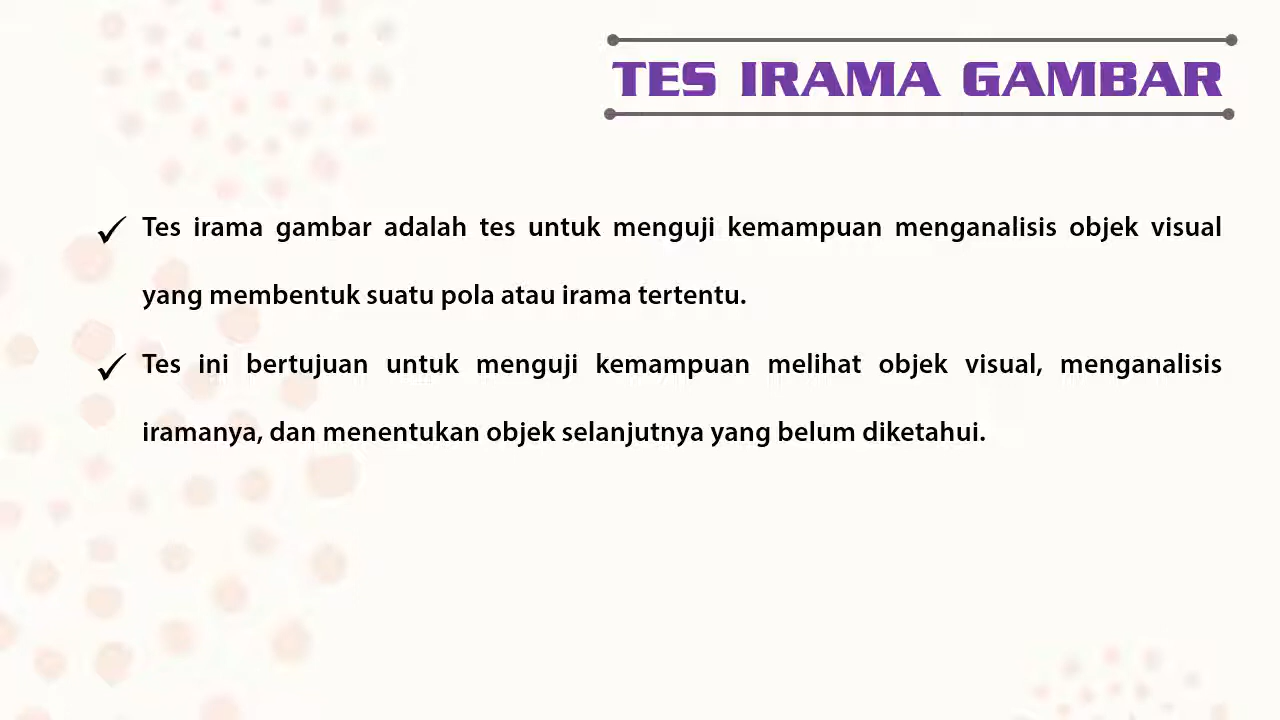 TES IRAMA GAMBAR
✓ Tes irama gambar adalah tes untuk menguji kemampuan menganalisis objek visual
yang membentuk suatu pola atau irama tertentu.
✓ Tes ini bertujuan untuk menguji kemampuan melihat objek visual, menganalisis
iramanya, dan menentukan objek selanjutnya yang belum diketahui.